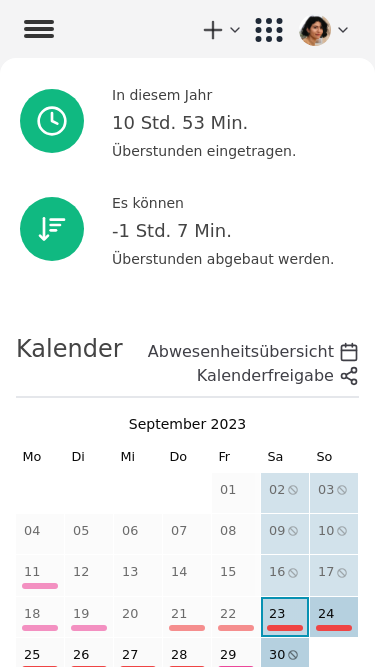 In diesem Jahr
10 Std. 53 Min.
Überstunden eingetragen.
Es können
-1 Std. 7 Min.
Überstunden abgebaut werden.
Kalender
Abwesenheitsübersicht
Kalenderfreigabe
September 2023
Mo Di Mi Do Fr Sa So
01 02 03
04 05 06 07 08 09 10
11 12 13 14 15 16 17
18 19 20 21 22 23 24
25 26 27 28 29 30